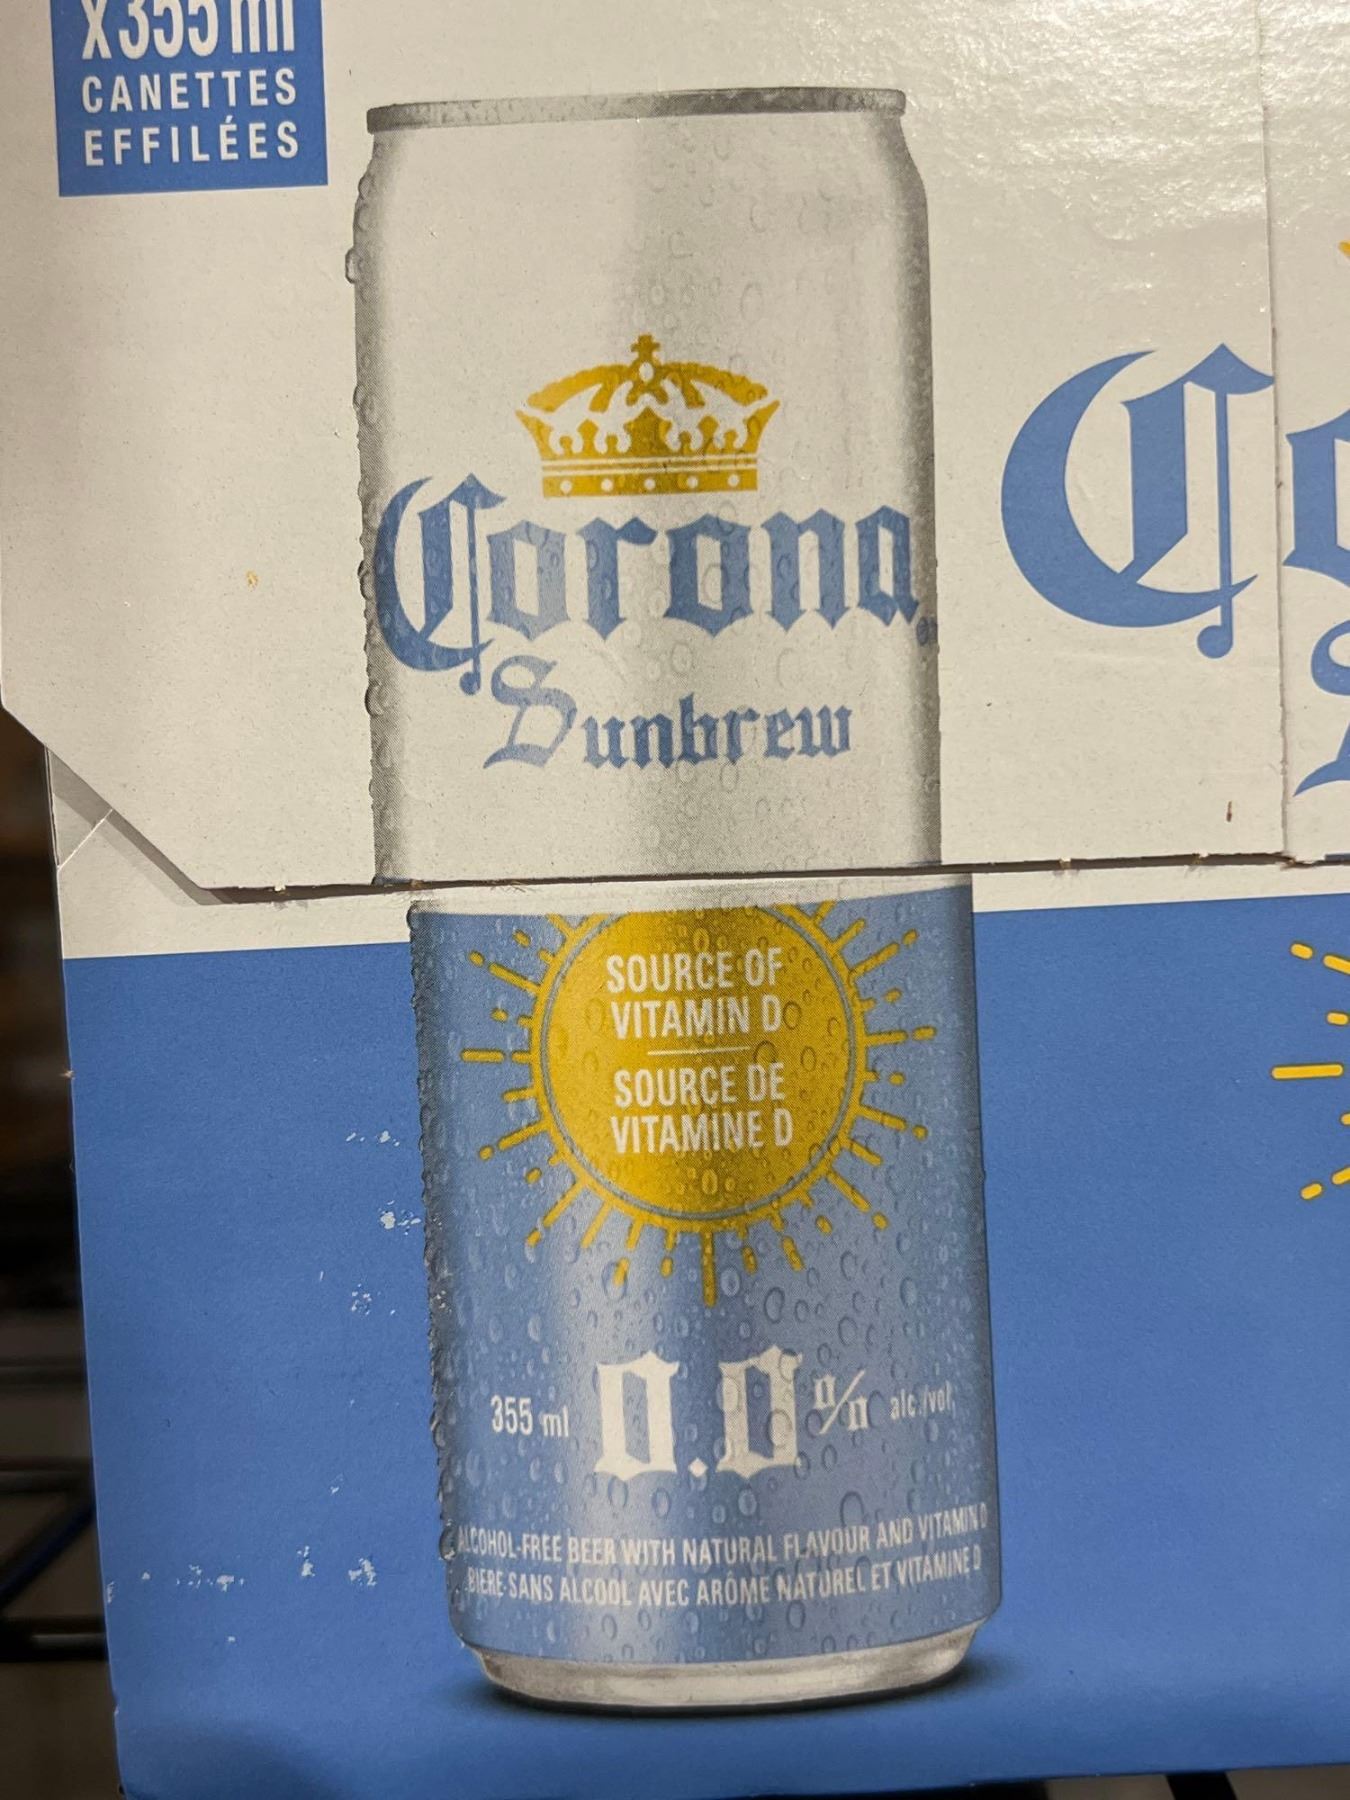 x355 ml
CANETTES
EFFILÉES
Corona
Sunbrew
SOURCE OF
VITAMIN D
SOURCE DE
VITAMINE D
355 ml 0.0% alc./vol.
ALCOHOL-FREE BEER WITH NATURAL FLAVOUR AND VITAMIN D
BIÈRE SANS ALCOOL AVEC ARÔME NATUREL ET VITAMINE D